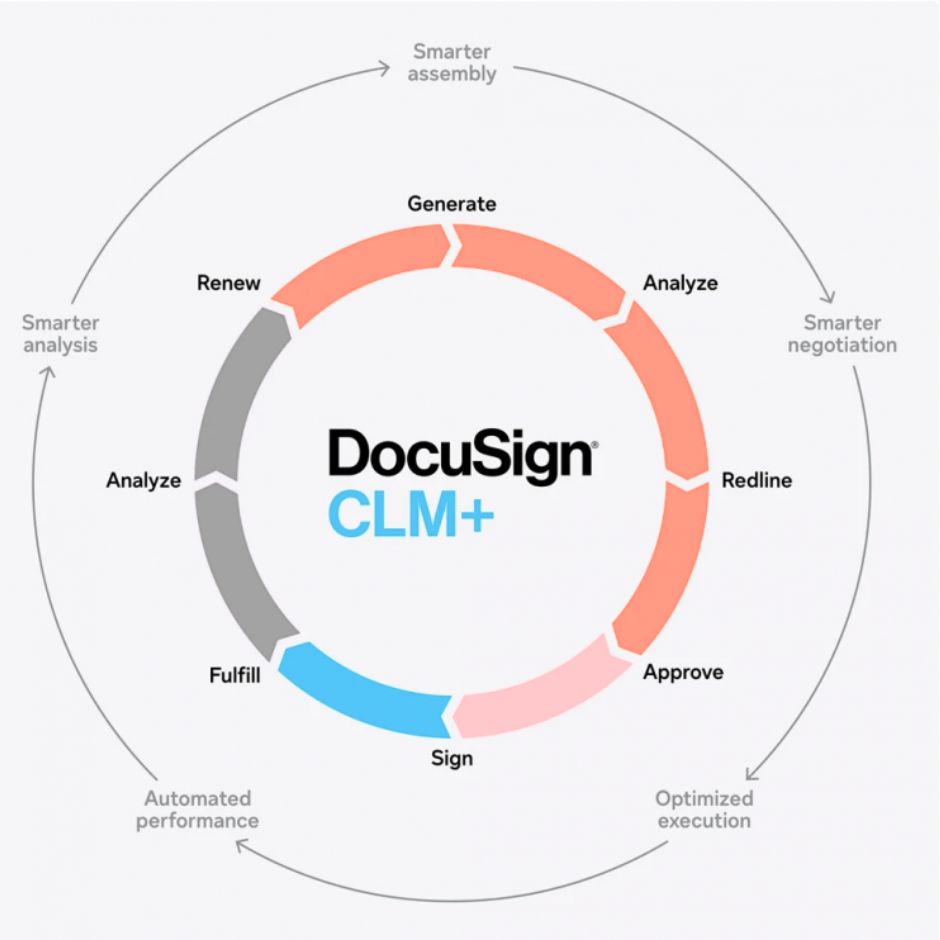 Smarter
assembly
Generate
Renew
Analyze
Smarter
analysis
Smarter
negotiation
DocuSign®
CLM+
Analyze
Redline
Fulfill
Approve
Sign
Automated
performance
Optimized
execution